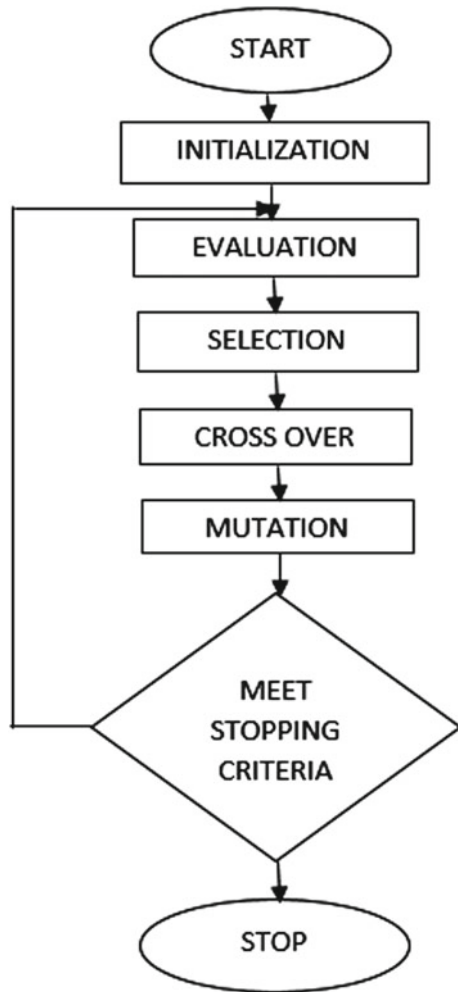 START
INITIALIZATION
EVALUATION
SELECTION
CROSS OVER
MUTATION
MEET
STOPPING
CRITERIA
STOP